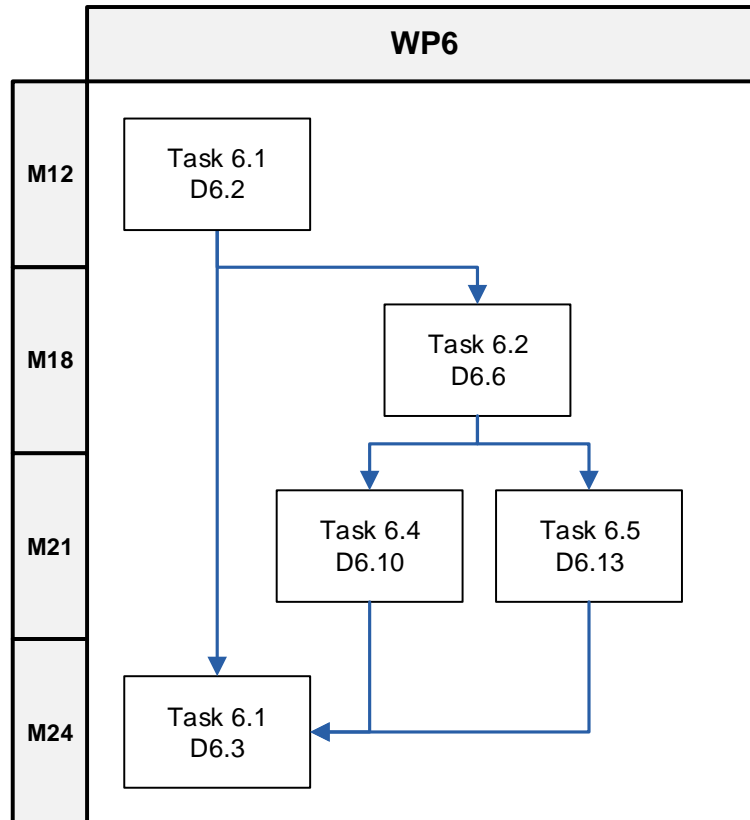 WP6
M12
Task 6.1
D6.2
M18
Task 6.2
D6.6
M21
Task 6.4
D6.10
Task 6.5
D6.13
M24
Task 6.1
D6.3